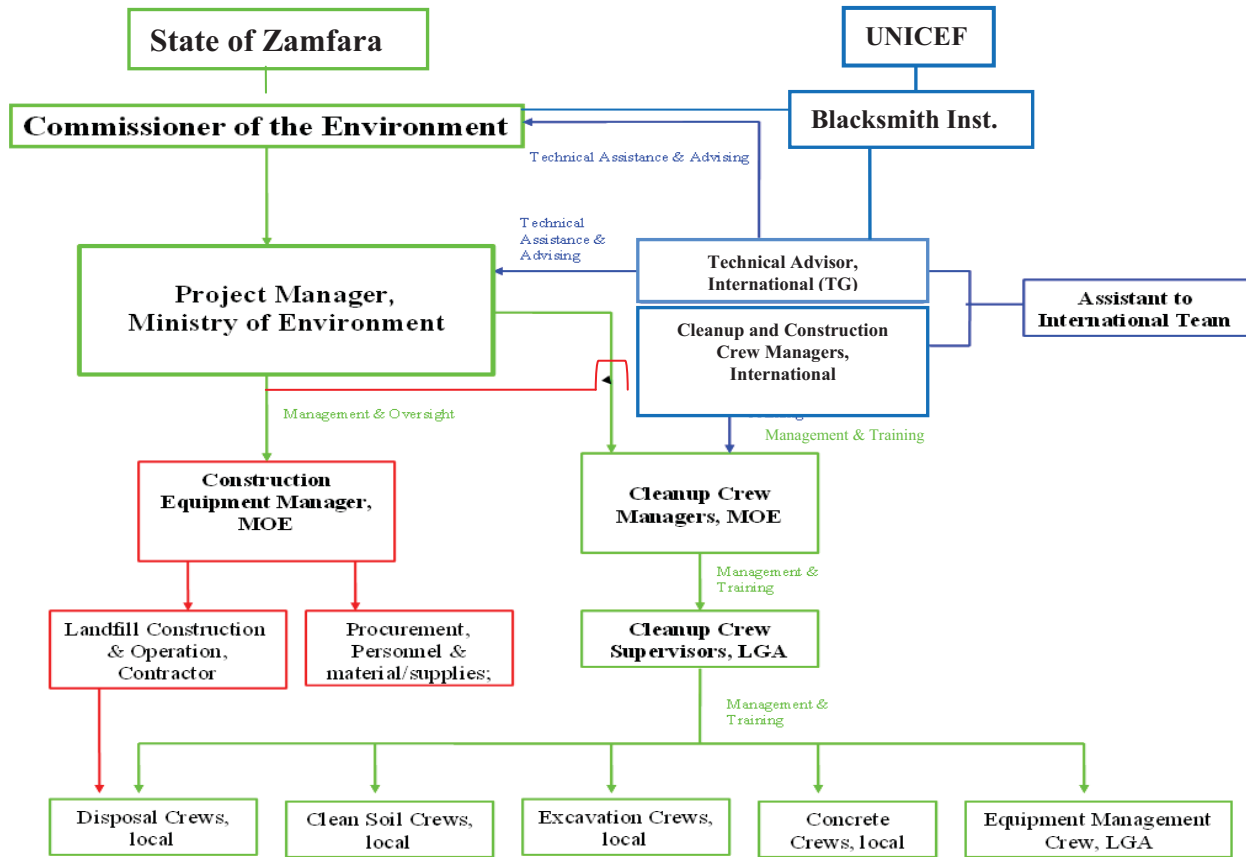 State of Zamfara
UNICEF
Commissioner of the Environment
Blacksmith Inst.
Technical Assistance & Advising
Technical
Assistance &
Advising
Project Manager,
Ministry of Environment
Technical Advisor,
International (TG)
Assistant to
International Team
Cleanup and Construction
Crew Managers,
International
Management & Oversight
Management & Training
Construction
Equipment Manager,
MOE
Cleanup Crew
Managers, MOE
Management &
Training
Landfill Construction
& Operation,
Contractor
Procurement,
Personnel &
material/supplies;
Cleanup Crew
Supervisors, LGA
Management &
Training
Disposal Crews,
local
Clean Soil Crews,
local
Excavation Crews,
local
Concrete
Crews, local
Equipment Management
Crew, LGA